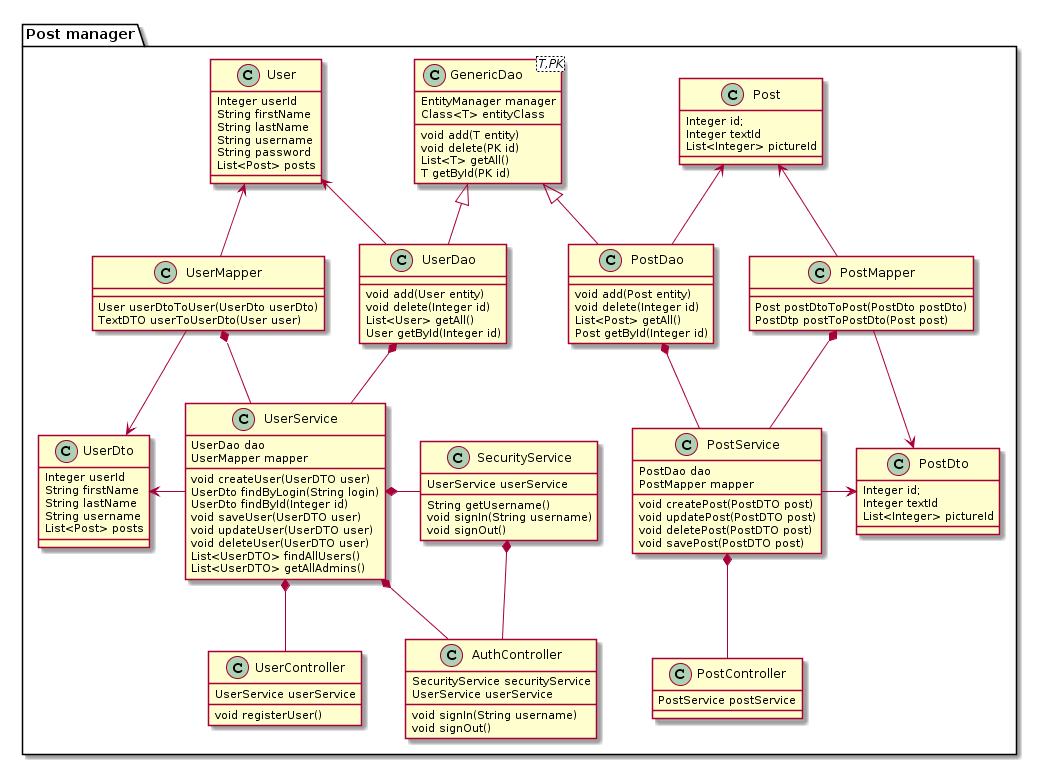 Post manager
C User
Integer userId
String firstName
String lastName
String username
String password
List<Post> posts
C GenericDao
T,PK
EntityManager manager
Class<T> entityClass
void add(T entity)
void delete(PK id)
List<T> getAll()
T getById(PK id)
C Post
Integer id;
Integer textId
List<Integer> pictureId
C UserMapper
User userDtoToUser(UserDto userDto)
TextDTO userToUserDto(User user)
C UserDao
void add(User entity)
void delete(Integer id)
List<User> getAll()
User getById(Integer id)
C PostDao
void add(Post entity)
void delete(Integer id)
List<Post> getAll()
Post getById(Integer id)
C PostMapper
Post postDtoToPost(PostDto postDto)
PostDtp postToPostDto(Post post)
C UserDto
Integer userId
String firstName
String lastName
String username
List<Post> posts
C UserService
UserDao dao
UserMapper mapper
void createUser(UserDTO user)
UserDto findByLogin(String login)
UserDto findById(Integer id)
void saveUser(UserDTO user)
void updateUser(UserDTO user)
void deleteUser(UserDTO user)
List<UserDTO> findAllUsers()
List<UserDTO> getAllAdmins()
C SecurityService
UserService userService
String getUsername()
void signIn(String username)
void signOut()
C PostService
PostDao dao
PostMapper mapper
void createPost(PostDTO post)
void updatePost(PostDTO post)
void deletePost(PostDTO post)
void savePost(PostDTO post)
C PostDto
Integer id;
Integer textId
List<Integer> pictureId
C UserController
UserService userService
void registerUser()
C AuthController
SecurityService securityService
UserService userService
void signIn(String username)
void signOut()
C PostController
PostService postService